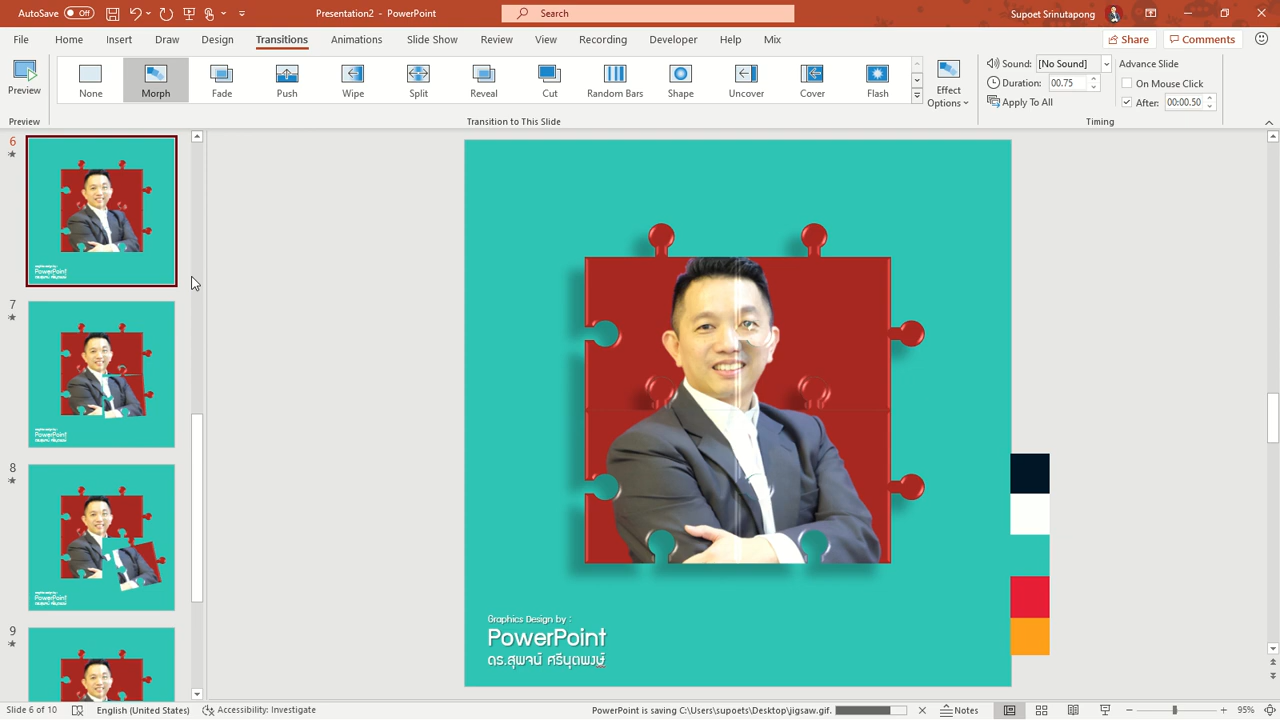 AutoSave Off
Presentation2 - PowerPoint
Search
Supoet Srinutapong
File Home Insert Draw Design Transitions Animations Slide Show Review View Recording Developer Help Mix
Share Comments
Preview
None Morph Fade Push Wipe Split Reveal Cut Random Bars Shape Uncover Cover Flash
Effect
Options
Sound: [No Sound]
Duration: 00.75
Apply To All
Advance Slide
On Mouse Click
After: 00:00.50
Preview
Transition to This Slide
Timing
6
7
8
9
PowerPoint
PowerPoint
PowerPoint
Graphics Design by :
PowerPoint
ดร.สุพจน์ ศรีนุตพงษ์
Slide 6 of 10
English (United States)
Accessibility: Investigate
PowerPoint is saving C:\Users\supoets\Desktop\jigsaw.gif.
Notes
95%